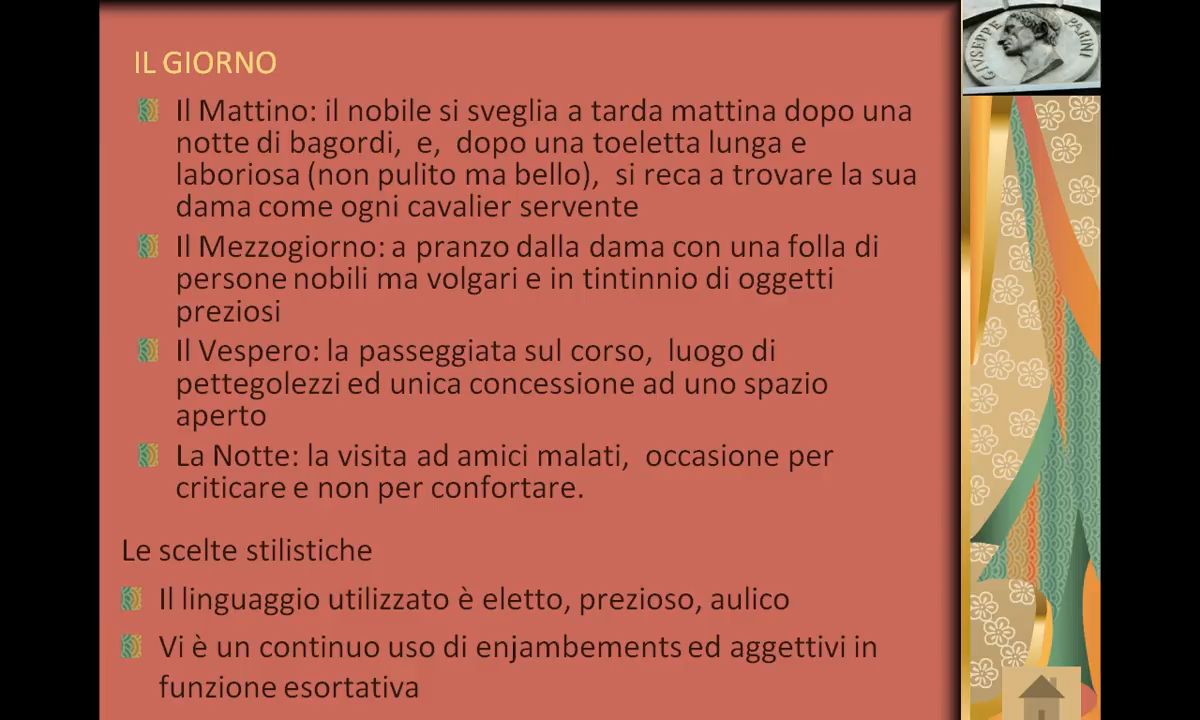 GIVSEPPE PARINI
IL GIORNO
Il Mattino: il nobile si sveglia a tarda mattina dopo una
notte di bagordi, e, dopo una toeletta lunga e
laboriosa (non pulito ma bello), si reca a trovare la sua
dama come ogni cavalier servente
Il Mezzogiorno: a pranzo dalla dama con una folla di
persone nobili ma volgari e in tintinnio di oggetti
preziosi
Il Vespero: la passeggiata sul corso, luogo di
pettegolezzi ed unica concessione ad uno spazio
aperto
La Notte: la visita ad amici malati, occasione per
criticare e non per confortare.
Le scelte stilistiche
Il linguaggio utilizzato è eletto, prezioso, aulico
Vi è un continuo uso di enjambements ed aggettivi in
funzione esortativa